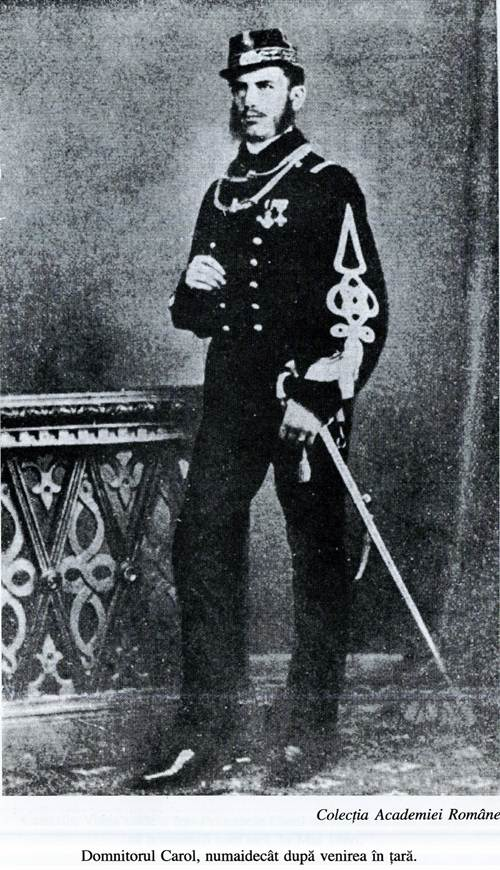 Colecția Academiei Române
Domnitorul Carol, numaidecât după venirea în țară.